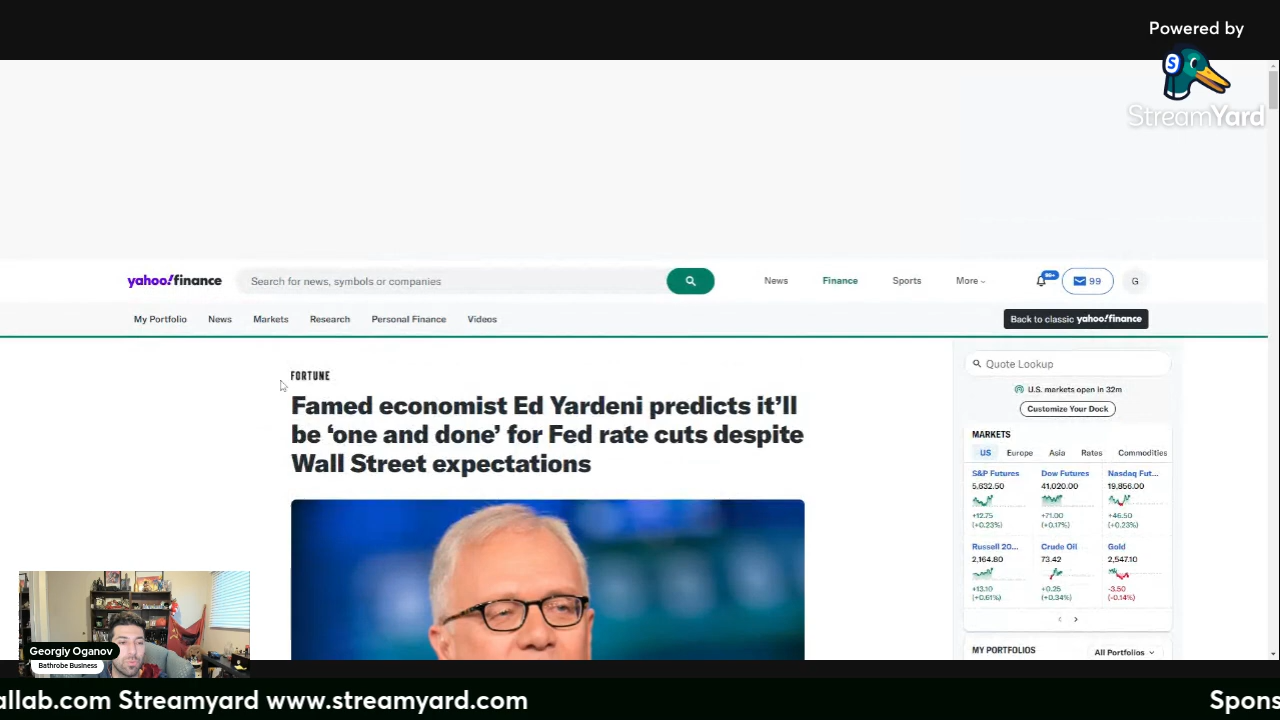 Powered by
S
StreamYard
yahoo!finance
Search for news, symbols or companies
News
Finance
Sports
More
99+
99
G
My Portfolio
News
Markets
Research
Personal Finance
Videos
Back to classic yahoo!finance
FORTUNE
Famed economist Ed Yardeni predicts it’ll
be ‘one and done’ for Fed rate cuts despite
Wall Street expectations
Quote Lookup
U.S. markets open in 32m
Customize Your Dock
MARKETS
US Europe Asia Rates Commodities
S&P Futures Dow Futures Nasdaq Fut...
5,632.50 41,020.00 19,856.00
+12.75 +71.00 +46.50
(+0.23%) (+0.17%) (+0.23%)
Russell 20... Crude Oil Gold
2,164.80 73.42 2,547.10
+13.10 +0.25 -3.50
(+0.61%) (+0.34%) (-0.14%)
MY PORTFOLIOS All Portfolios
Georgiy Oganov
Bathrobe Business
allab.com Streamyard www.streamyard.com
Spons